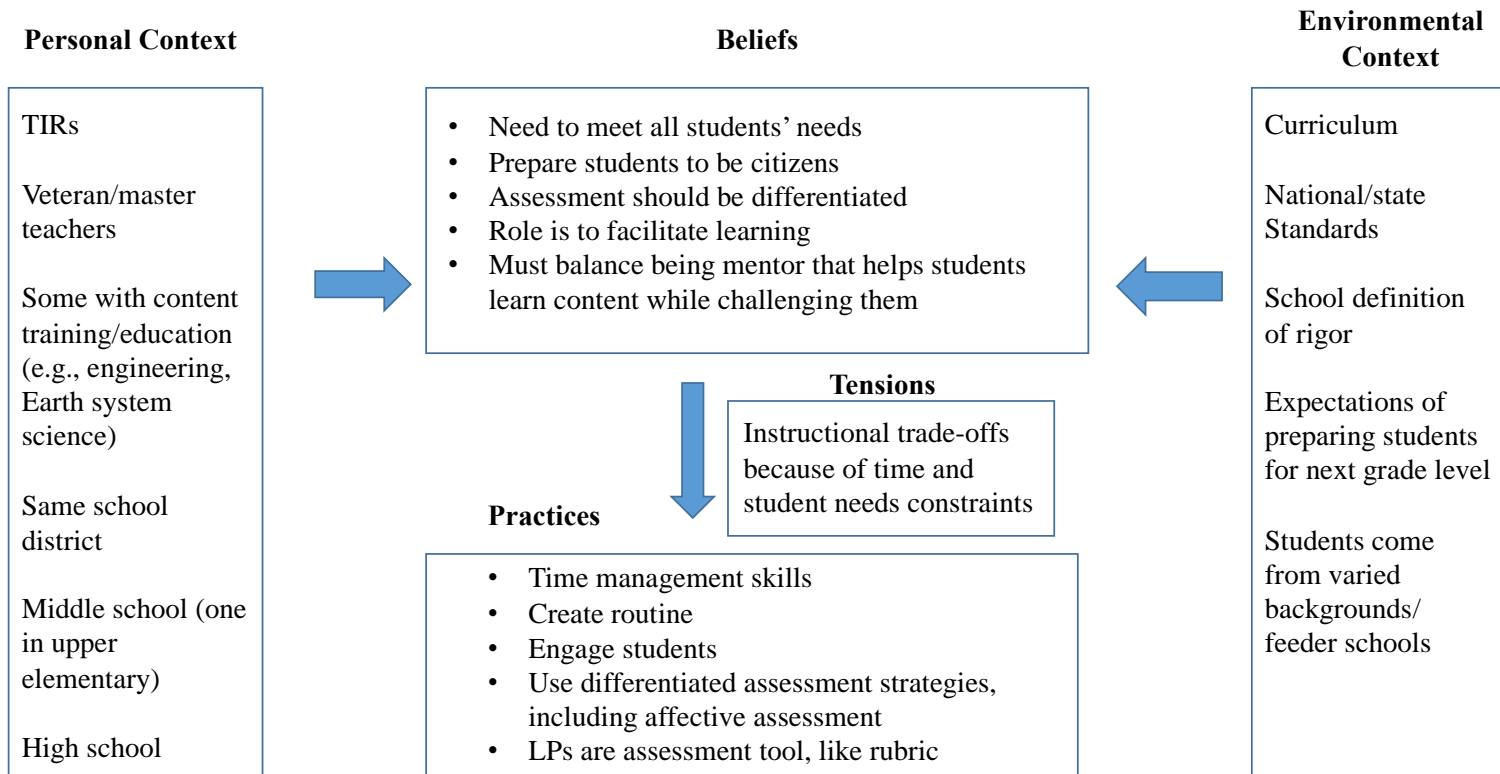 Personal Context
TIRs
Veteran/master
teachers
Some with content
training/education
(e.g., engineering,
Earth system
science)
Same school
district
Middle school (one
in upper
elementary)
High school
Beliefs
• Need to meet all students’ needs
• Prepare students to be citizens
• Assessment should be differentiated
• Role is to facilitate learning
• Must balance being mentor that helps students
learn content while challenging them
Tensions
Instructional trade-offs
because of time and
student needs constraints
Practices
• Time management skills
• Create routine
• Engage students
• Use differentiated assessment strategies,
including affective assessment
• LPs are assessment tool, like rubric
Environmental
Context
Curriculum
National/state
Standards
School definition
of rigor
Expectations of
preparing students
for next grade level
Students come
from varied
backgrounds/
feeder schools